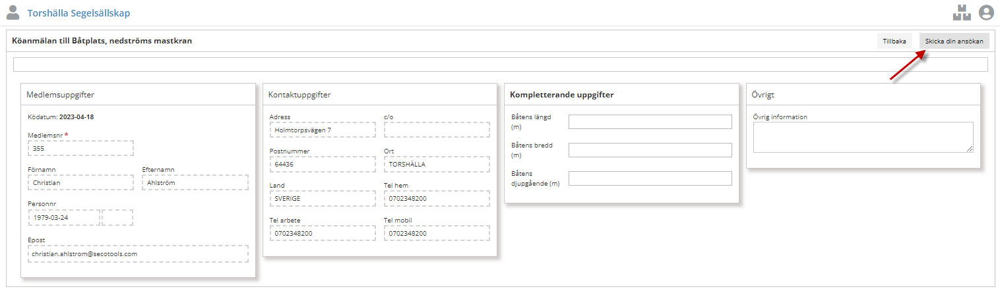 Torshälla Segelsällskap
Köanmälan till Båtplats, nedströms mastkran
Tillbaka
Skicka din ansökan
Medlemsuppgifter
Ködatum: 2023-04-18
Medlemsnr *
355
Förnamn
Efternamn
Christian
Ahlström
Personnr
1979-03-24
Epost
christian.ahlstrom@secotools.com
Kontaktuppgifter
Adress
c/o
Holmtorpsvägen 7
Postnummer
Ort
64436
TORSHÄLLA
Land
Tel hem
SVERIGE
0702348200
Tel arbete
Tel mobil
0702348200
0702348200
Kompletterande uppgifter
Båtens längd
(m)
Båtens bredd
(m)
Båtens
djupgående (m)
Övrigt
Övrig information